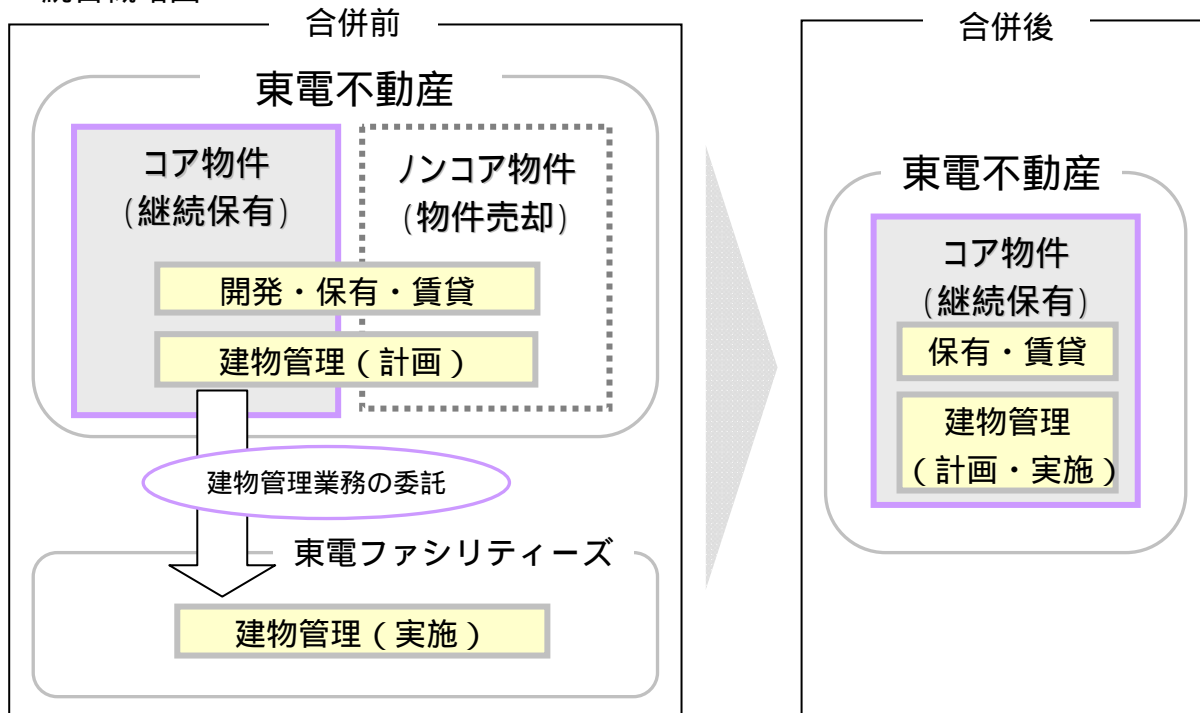 合併前
東電不動産
コア物件
(継続保有)
ノンコア物件
(物件売却)
開発・保有・賃貸
建物管理（計画）
建物管理業務の委託
東電ファシリティーズ
建物管理（実施）
合併後
東電不動産
コア物件
(継続保有)
保有・賃貸
建物管理
（計画・実施）